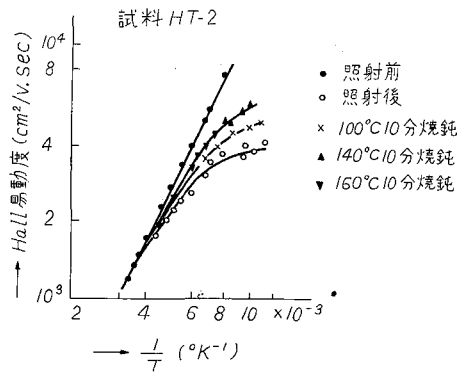 試料 HT-2
10⁴
8
4
2
10³
Hall易動度 (cm²/v.sec)
2 4 6 8 10 ×10⁻³
1/T (°K⁻¹)
照射前
照射後
100°C10分焼鈍
140°C10分焼鈍
160°C10分焼鈍